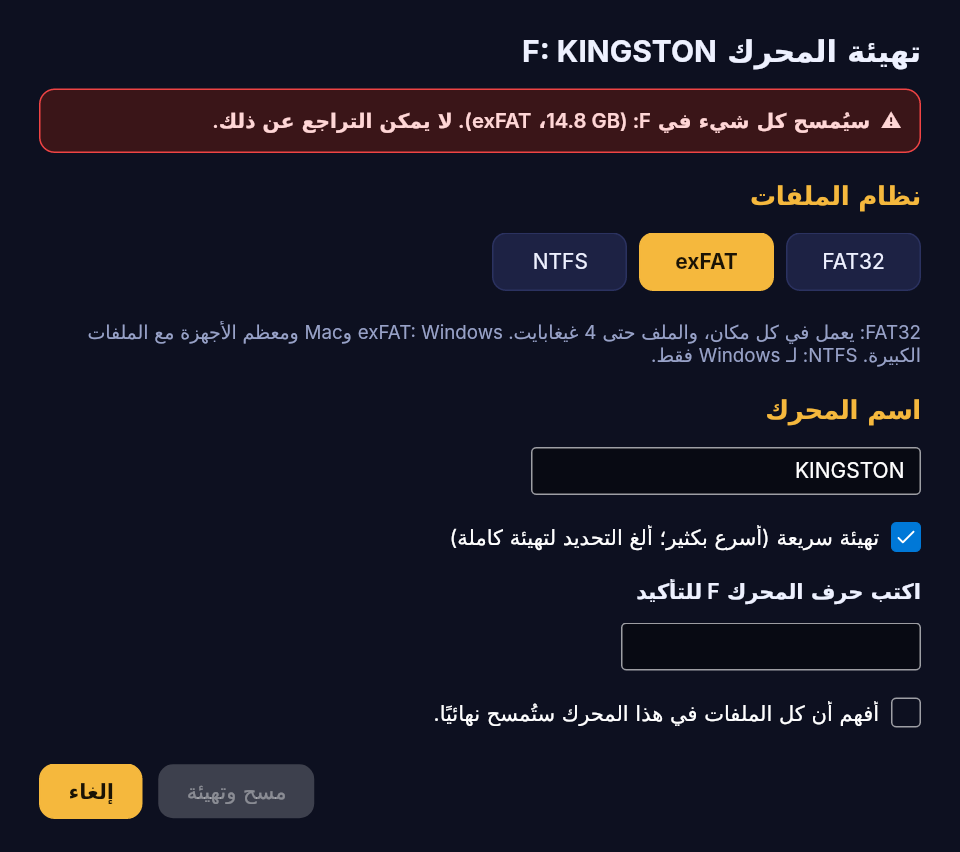 تهيئة المحرك F: KINGSTON
⚠ سيُمسح كل شيء في F: (14.8 GB، exFAT). لا يمكن التراجع عن ذلك.
نظام الملفات
FAT32
exFAT
NTFS
FAT32: يعمل في كل مكان، والملف حتى 4 غيغابايت. exFAT: Windows وMac ومعظم الأجهزة مع الملفات
الكبيرة. NTFS: لـ Windows فقط.
اسم المحرك
KINGSTON
تهيئة سريعة (أسرع بكثير؛ ألغ التحديد لتهيئة كاملة)
اكتب حرف المحرك F للتأكيد
أفهم أن كل الملفات في هذا المحرك ستُمسح نهائيًا.
مسح وتهيئة
إلغاء